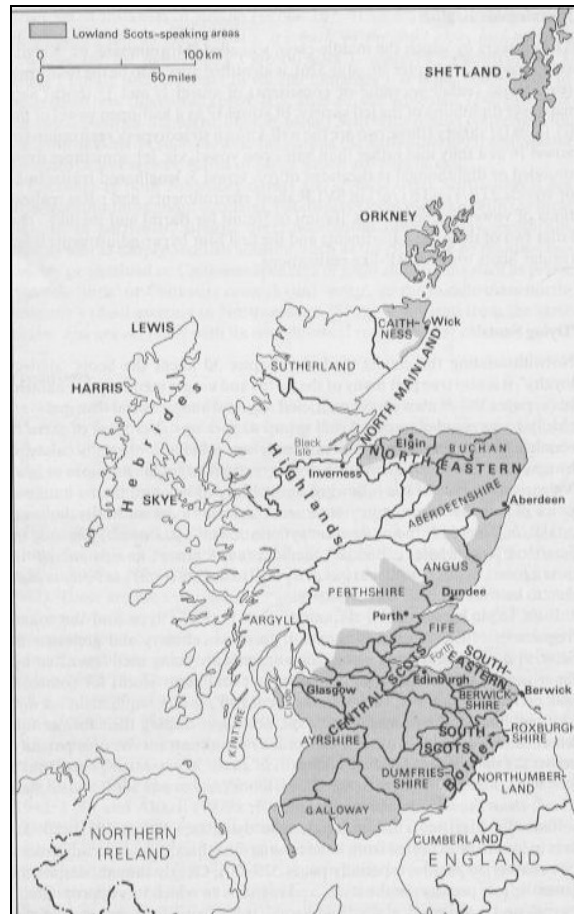 Lowland Scots-speaking areas
0 100 km
0 50 miles
SHETLAND
ORKNEY
CAITH-
NESS
Wick
LEWIS
SUTHERLAND
HARRIS
NORTH MAINLAND
Hebrides
Black
Isle
Elgin
BUCHAN
NORTH EASTERN
Inverness
SKYE
Highlands
ABERDEENSHIRE
Aberdeen
ANGUS
PERTHSHIRE
Dundee
ARGYLL
Perth
FIFE
Forth
SOUTH-
EASTERN
Glasgow
Edinburgh
CENTRAL SCOTS
BERWICK-
SHIRE
Berwick
KINTYRE
Clyde
AYRSHIRE
SOUTH
SCOTS
ROXBURGH
SHIRE
Border
DUMFRIES-
SHIRE
NORTHUMBER-
LAND
GALLOWAY
NORTHERN
IRELAND
CUMBERLAND
ENGLAND